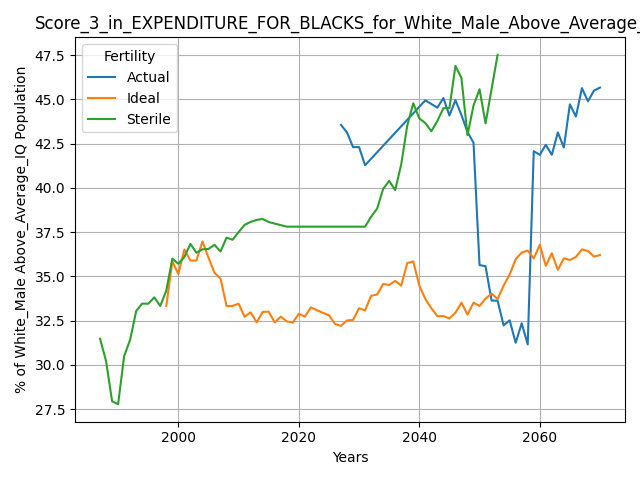 Score_3_in_EXPENDITURE_FOR_BLACKS_for_White_Male_Above_Average_
Fertility
Actual
Ideal
Sterile
% of White_Male Above_Average_IQ Population
47.5
45.0
42.5
40.0
37.5
35.0
32.5
30.0
27.5
2000
2020
2040
2060
Years